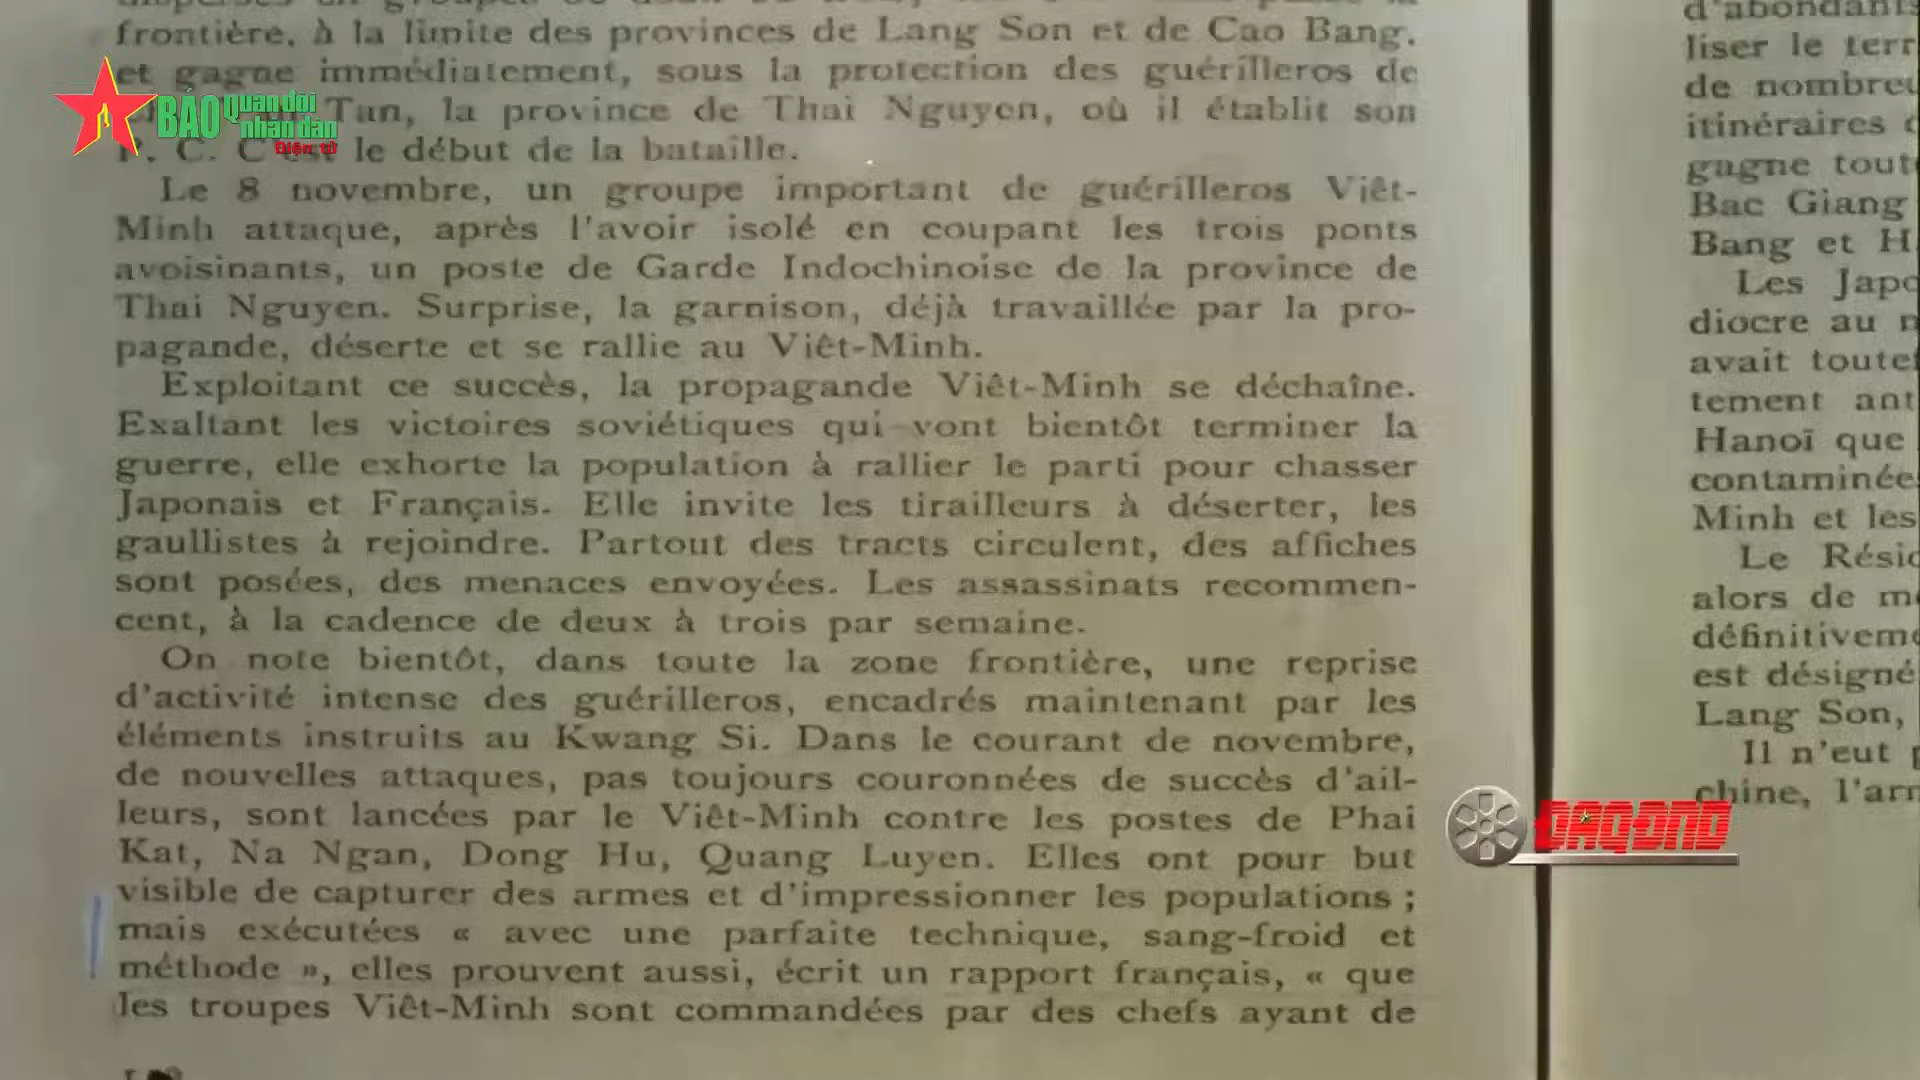 frontière, à la limite des provinces de Lang Son et de Cao Bang,
et gagne immédiatement, sous la protection des guérilleros de
Tan, la province de Thai Nguyen, où il établit son
P. C. C'est le début de la bataille.
Le 8 novembre, un groupe important de guérilleros Viêt-
Minh attaque, après l'avoir isolé en coupant les trois ponts
avoisinants, un poste de Garde Indochinoise de la province de
Thai Nguyen. Surprise, la garnison, déjà travaillée par la pro-
pagande, déserte et se rallie au Viêt-Minh.
Exploitant ce succès, la propagande Viêt-Minh se déchaîne.
Exaltant les victoires soviétiques qui vont bientôt terminer la
guerre, elle exhorte la population à rallier le parti pour chasser
Japonais et Français. Elle invite les tirailleurs à déserter, les
gaullistes à rejoindre. Partout des tracts circulent, des affiches
sont posées, des menaces envoyées. Les assassinats recommen-
cent, à la cadence de deux à trois par semaine.
On note bientôt, dans toute la zone frontière, une reprise
d'activité intense des guérilleros, encadrés maintenant par les
éléments instruits au Kwang Si. Dans le courant de novembre,
de nouvelles attaques, pas toujours couronnées de succès d'ail-
leurs, sont lancées par le Viêt-Minh contre les postes de Phai
Kat, Na Ngan, Dong Hu, Quang Luyen. Elles ont pour but
visible de capturer des armes et d'impressionner les populations ;
mais exécutées « avec une parfaite technique, sang-froid et
méthode », elles prouvent aussi, écrit un rapport français, « que
les troupes Viêt-Minh sont commandées par des chefs ayant de
d'abondants
liser le terr
de nombreu
itinéraires
gagne tout
Bac Giang
Bang et H
Les Japo
diocre au
avait toutef
tement ant
Hanoï que
contaminée
Minh et les
Le Rési
alors de m
définitiveme
est désigné
Lang Son,
Il n'eut
chine, l'arm
BÁO Quân đội
nhân dân
Điện tử
QĐND